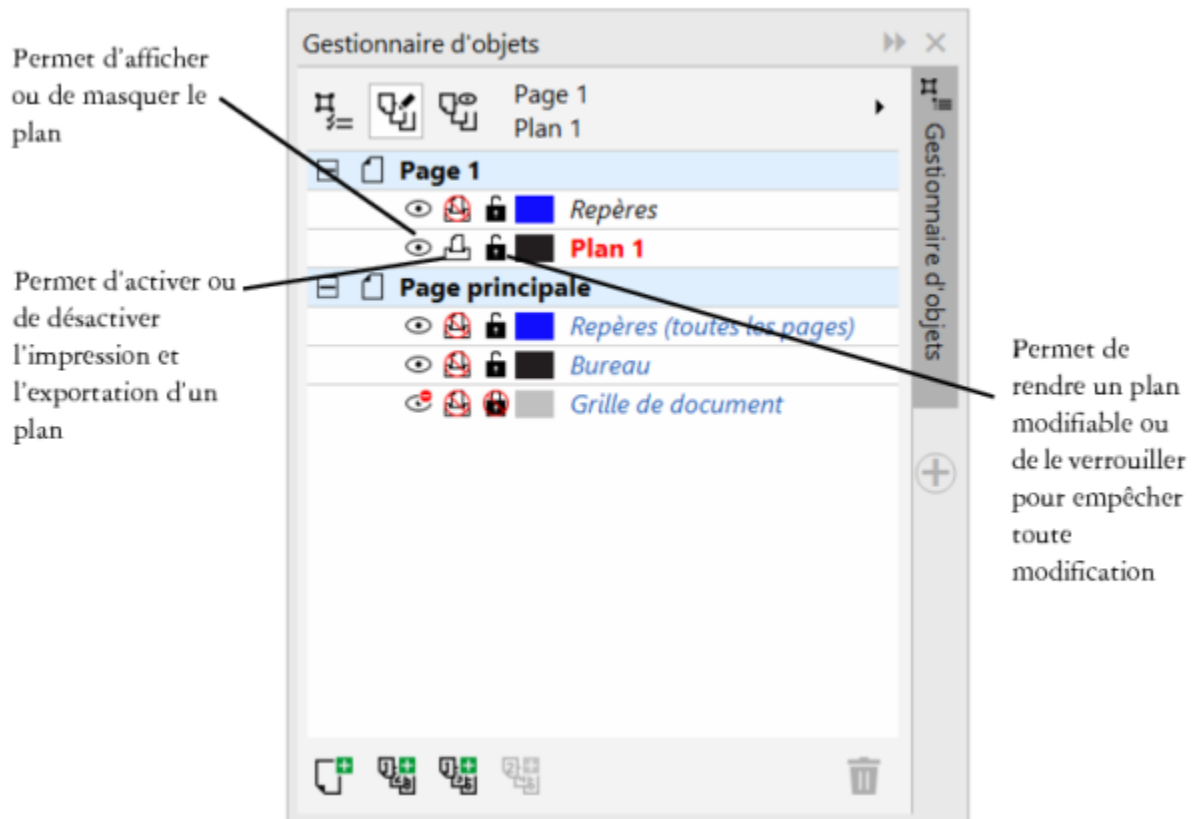 Permet d'afficher
ou de masquer le
plan
Permet d'activer ou
de désactiver
l'impression et
l'exportation d'un
plan
Gestionnaire d'objets
Page 1
Plan 1
Page 1
Repères
Plan 1
Page principale
Repères (toutes les pages)
Bureau
Grille de document
Gestionnaire d'objets
Permet de
rendre un plan
modifiable ou
de le verrouiller
pour empêcher
toute
modification